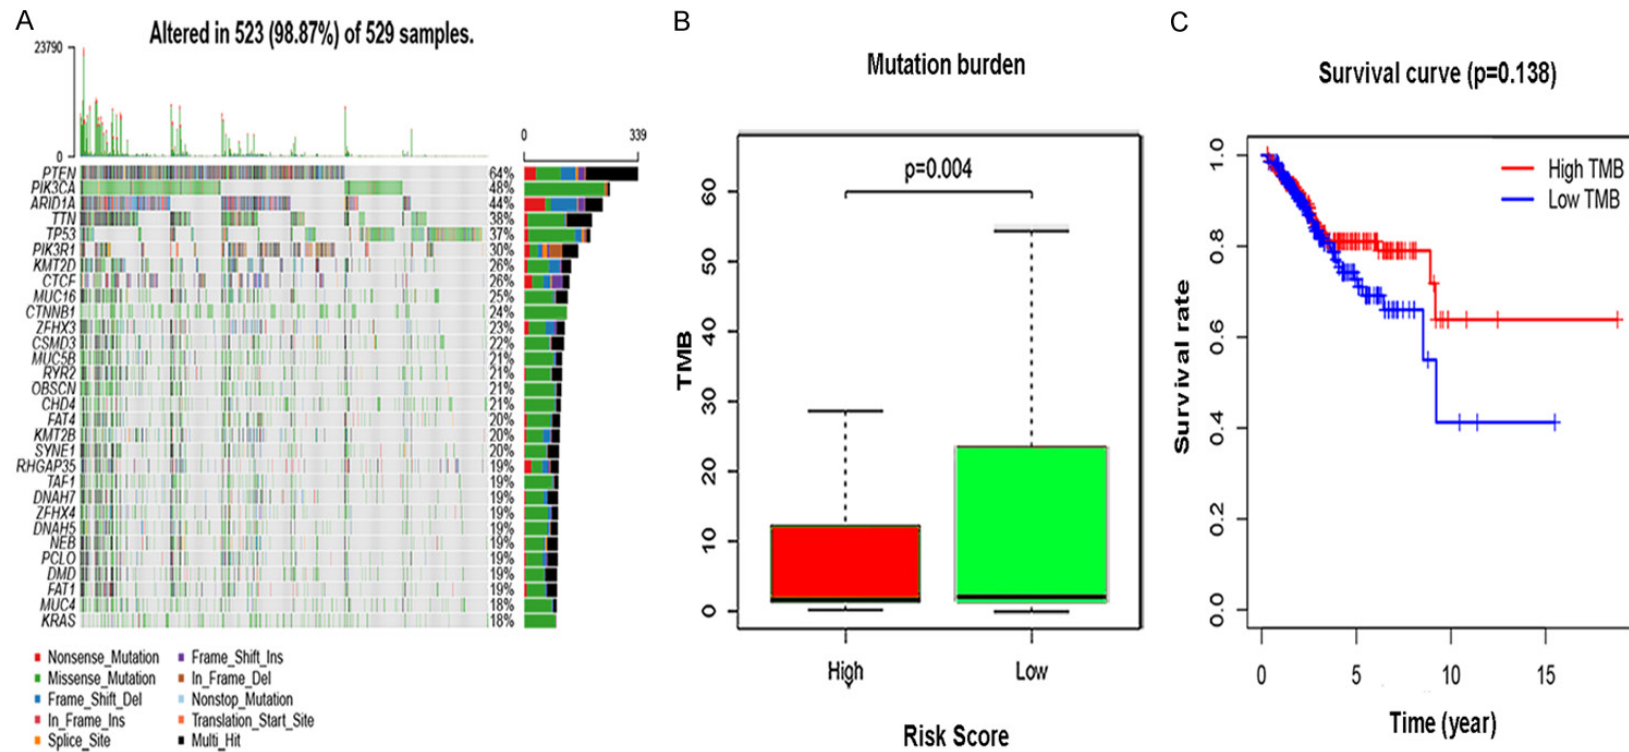 A
Altered in 523 (98.87%) of 529 samples.
23790
0
0 339
PTEN 64%
PIK3CA 48%
ARID1A 44%
TTN 38%
TP53 37%
PIK3R1 30%
KMT2D 26%
CTCF 26%
MUC16 25%
CTNNB1 24%
ZFHX3 23%
CSMD3 22%
MUC5B 21%
RYR2 21%
OBSCN 21%
CHD4 21%
FAT4 20%
KMT2B 20%
SYNE1 20%
RHGAP35 19%
TAF1 19%
DNAH7 19%
ZFHX4 19%
DNAH5 19%
NEB 19%
PCLO 19%
DMD 19%
FAT1 19%
MUC4 18%
KRAS 18%
Nonsense_Mutation Frame_Shift_Ins
Missense_Mutation In_Frame_Del
Frame_Shift_Del Nonstop_Mutation
In_Frame_Ins Translation_Start_Site
Splice_Site Multi_Hit
B
Mutation burden
p=0.004
TMB
60
50
40
30
20
10
0
High Low
Risk Score
C
Survival curve (p=0.138)
High TMB
Low TMB
Survival rate
1.0
0.8
0.6
0.4
0.2
0.0
0 5 10 15
Time (year)